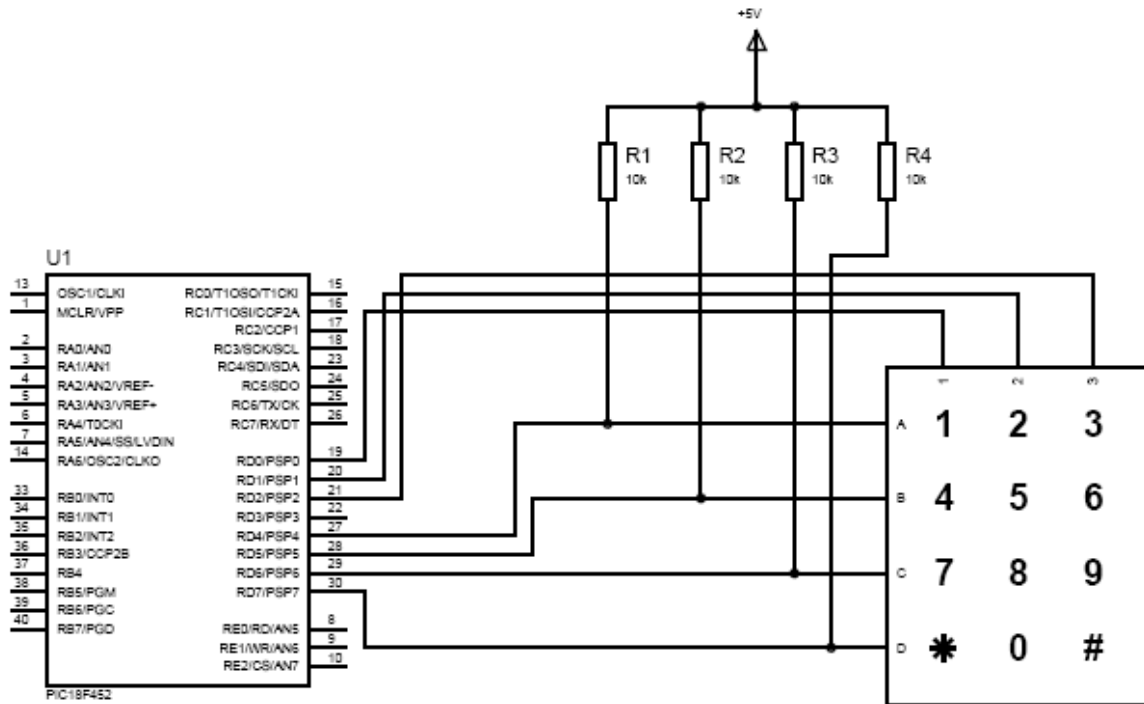 +5V
R1
10k
R2
10k
R3
10k
R4
10k
U1
13 OSC1/CLKI
1 MCLR/VPP
2 RA0/AN0
3 RA1/AN1
4 RA2/AN2/VREF-
5 RA3/AN3/VREF+
6 RA4/T0CKI
7 RA5/AN4/SS/LVDIN
14 RA6/OSC2/CLKO
33 RB0/INT0
34 RB1/INT1
35 RB2/INT2
36 RB3/CCP2B
37 RB4
38 RB5/PGM
39 RB6/PGC
40 RB7/PGD
RC0/T1OSO/T1CKI 15
RC1/T1OSI/CCP2A 16
RC2/CCP1 17
RC3/SCK/SCL 18
RC4/SDI/SDA 23
RC5/SDO 24
RC6/TX/CK 25
RC7/RX/DT 26
RD0/PSP0 19
RD1/PSP1 20
RD2/PSP2 21
RD3/PSP3 22
RD4/PSP4 27
RD5/PSP5 28
RD6/PSP6 29
RD7/PSP7 30
RE0/RD/AN5 8
RE1/WR/AN6 9
RE2/CS/AN7 10
PIC18F452
1 2 3
A 1 2 3
B 4 5 6
C 7 8 9
D * 0 #